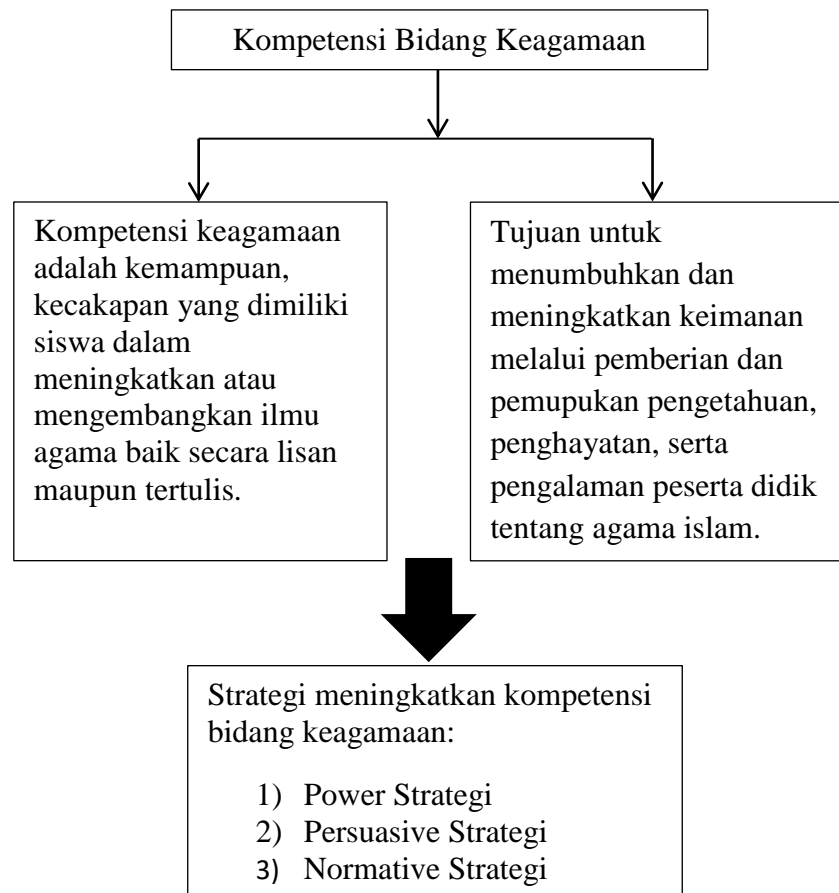 Kompetensi Bidang Keagamaan
Kompetensi keagamaan
adalah kemampuan,
kecakapan yang dimiliki
siswa dalam
meningkatkan atau
mengembangkan ilmu
agama baik secara lisan
maupun tertulis.
Tujuan untuk
menumbuhkan dan
meningkatkan keimanan
melalui pemberian dan
pemupukan pengetahuan,
penghayatan, serta
pengalaman peserta didik
tentang agama islam.
Strategi meningkatkan kompetensi
bidang keagamaan:
1) Power Strategi
2) Persuasive Strategi
3) Normative Strategi